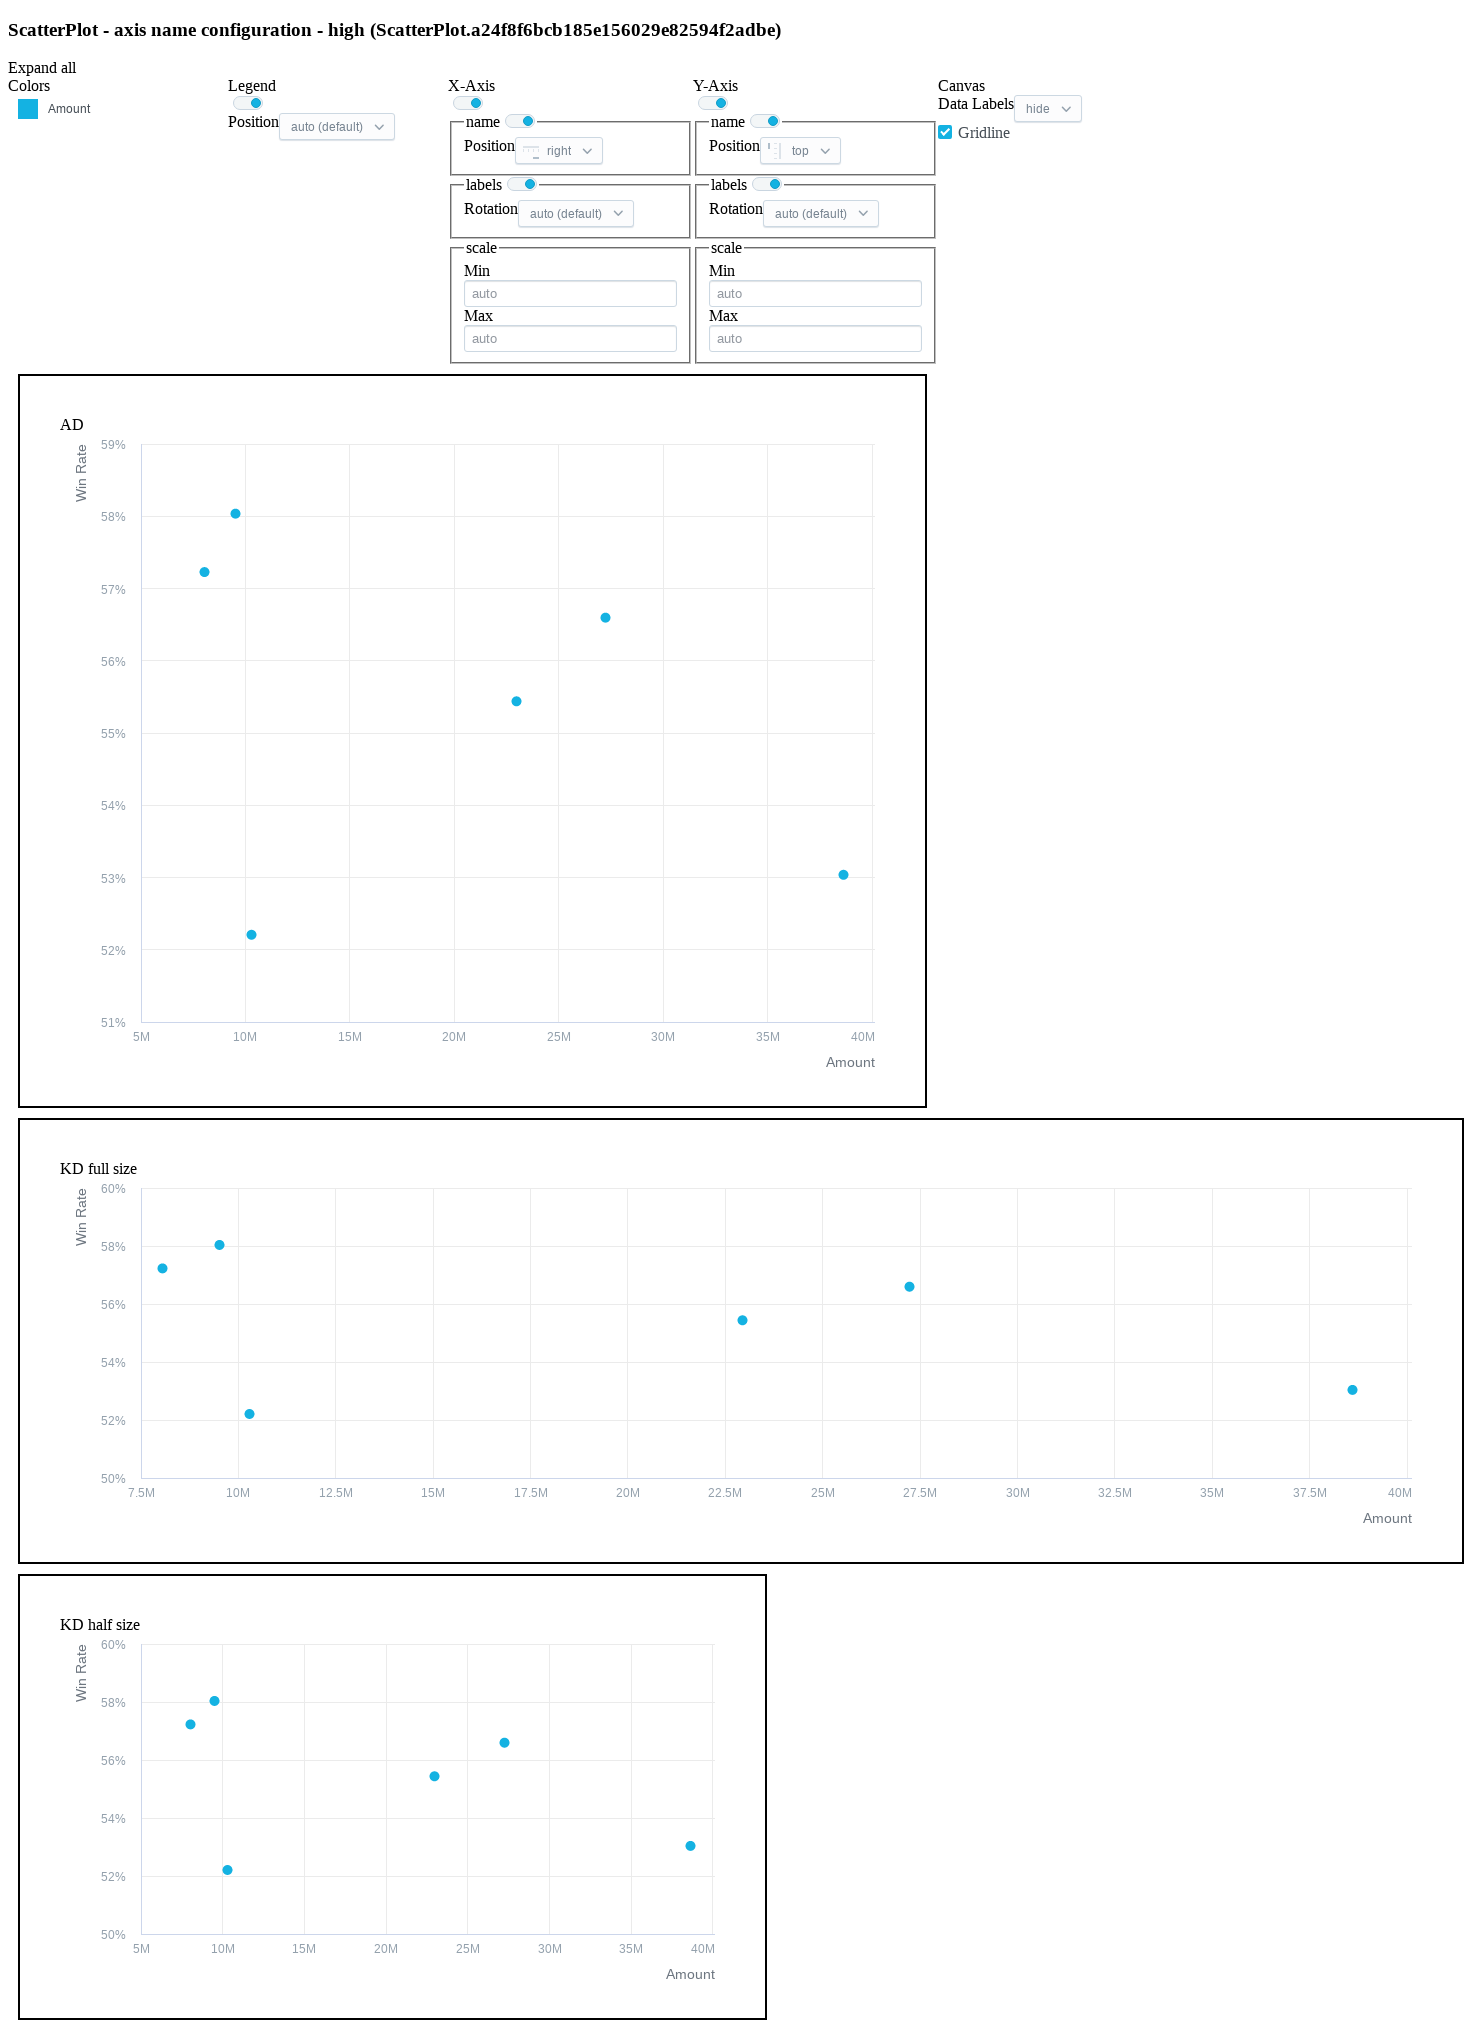 ScatterPlot - axis name configuration - high (ScatterPlot.a24f8f6bcb185e156029e82594f2adbe)
Expand all
Colors
Amount
Legend
Position auto (default)
X-Axis
name
Position right
labels
Rotation auto (default)
scale
Min
auto
Max
auto
Y-Axis
name
Position top
labels
Rotation auto (default)
scale
Min
auto
Max
auto
Canvas
Data Labels hide
Gridline
AD
Win Rate
59%
58%
57%
56%
55%
54%
53%
52%
51%
5M 10M 15M 20M 25M 30M 35M 40M
Amount
KD full size
Win Rate
60%
58%
56%
54%
52%
50%
7.5M 10M 12.5M 15M 17.5M 20M 22.5M 25M 27.5M 30M 32.5M 35M 37.5M 40M
Amount
KD half size
Win Rate
60%
58%
56%
54%
52%
50%
5M 10M 15M 20M 25M 30M 35M 40M
Amount